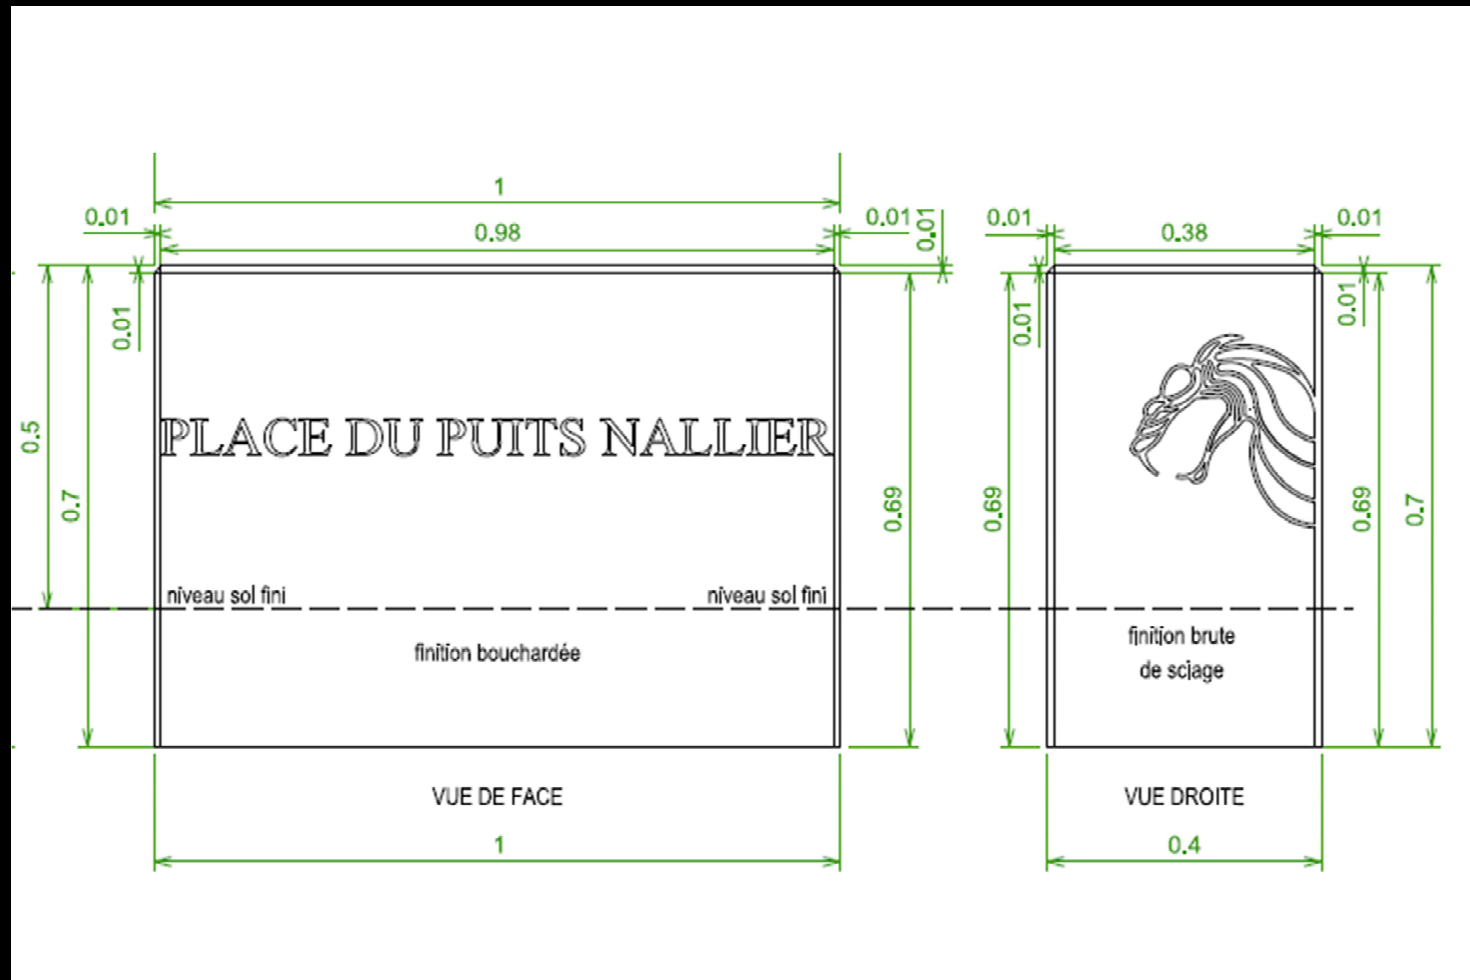 1
0.01
0.98
0.01
0.01
0.01
0.38
0.01
0.01
0.01
0.01
0.5
0.7
PLACE DU PUITS NALLIER
0.69
0.69
0.69
0.7
niveau sol fini
niveau sol fini
finition bouchardée
finition brute
de sciage
VUE DE FACE
VUE DROITE
1
0.4